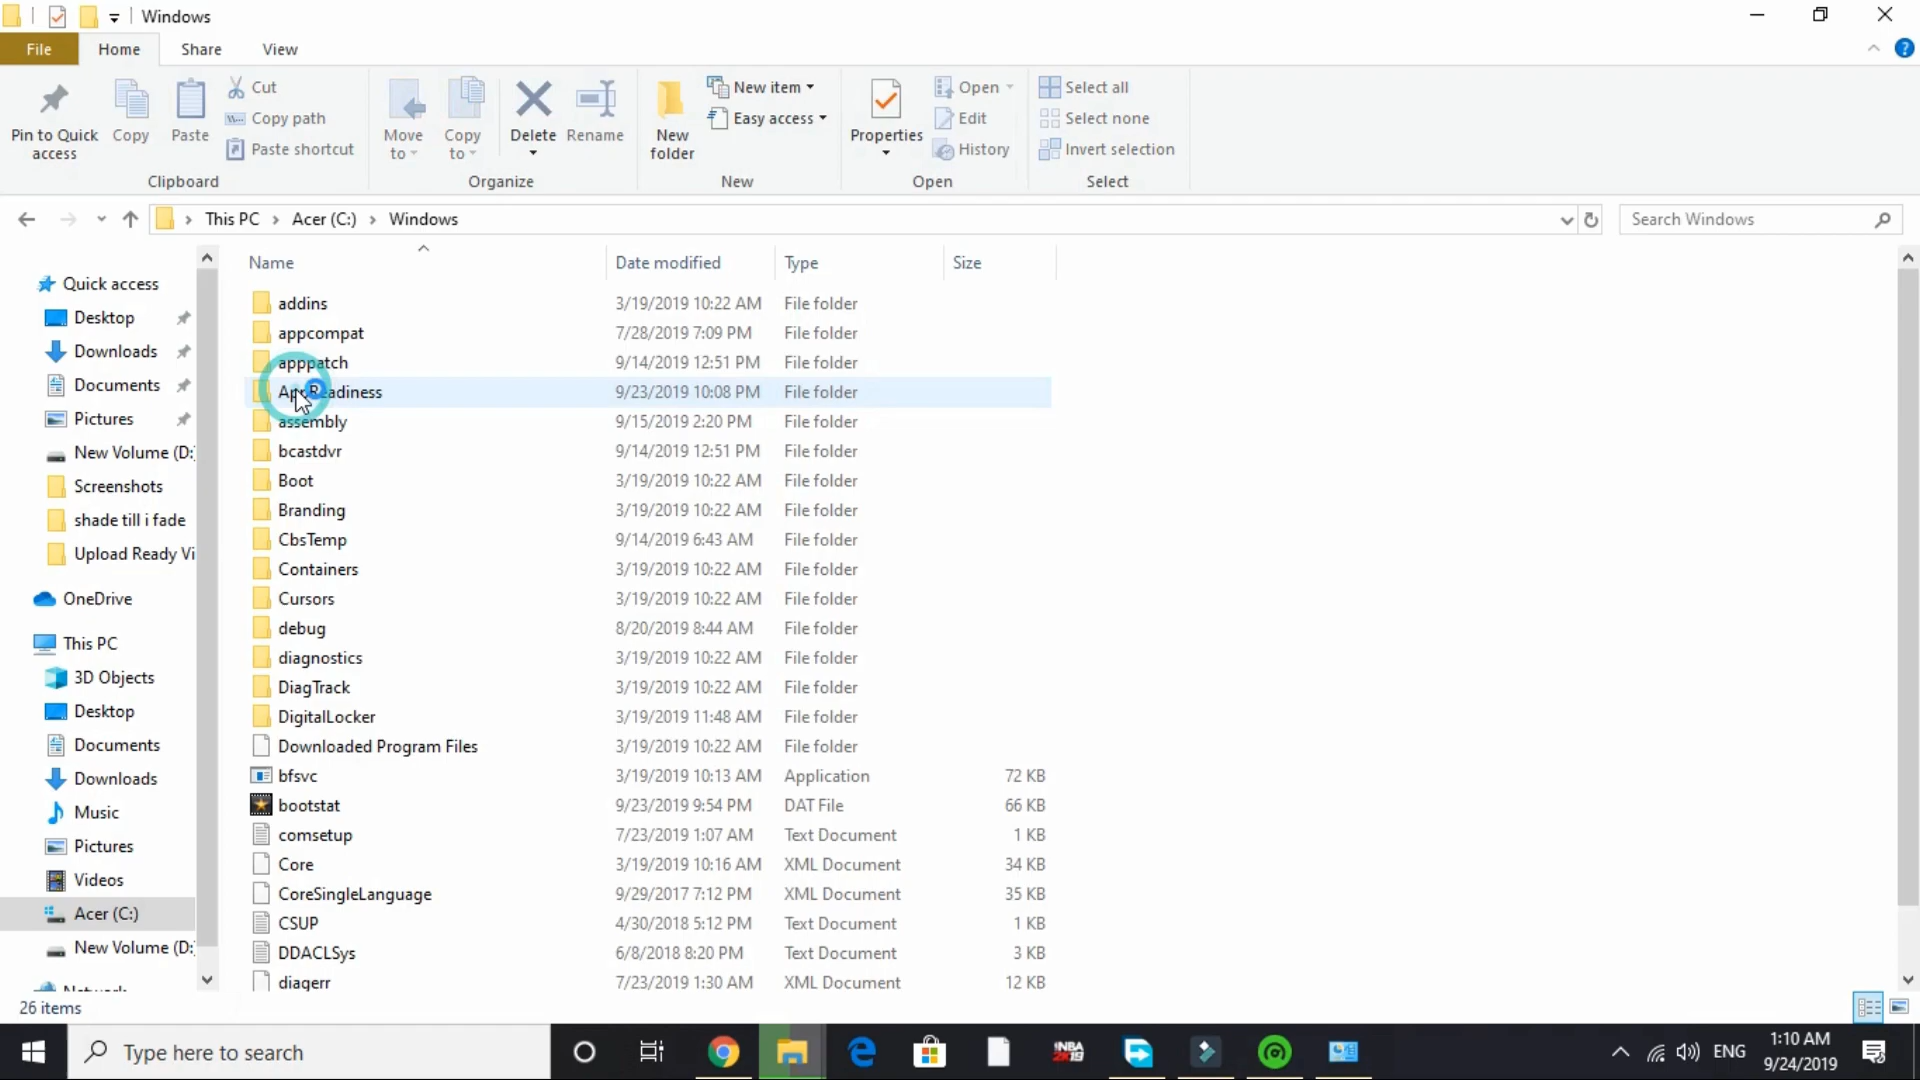 Windows
File Home Share View
Pin to Quick access
Copy
Paste
Cut
Copy path
Paste shortcut
Clipboard
Move to
Copy to
Delete
Rename
Organize
New folder
New item
Easy access
New
Properties
Open
Edit
History
Open
Select all
Select none
Invert selection
Select
This PC > Acer (C:) > Windows
Search Windows
Quick access
Desktop
Downloads
Documents
Pictures
New Volume (D:
Screenshots
shade till i fade
Upload Ready Vi
OneDrive
This PC
3D Objects
Desktop
Documents
Downloads
Music
Pictures
Videos
Acer (C:)
New Volume (D:
Network
Name Date modified Type Size
addins 3/19/2019 10:22 AM File folder
appcompat 7/28/2019 7:09 PM File folder
apppatch 9/14/2019 12:51 PM File folder
AppReadiness 9/23/2019 10:08 PM File folder
assembly 9/15/2019 2:20 PM File folder
bcastdvr 9/14/2019 12:51 PM File folder
Boot 3/19/2019 10:22 AM File folder
Branding 3/19/2019 10:22 AM File folder
CbsTemp 9/14/2019 6:43 AM File folder
Containers 3/19/2019 10:22 AM File folder
Cursors 3/19/2019 10:22 AM File folder
debug 8/20/2019 8:44 AM File folder
diagnostics 3/19/2019 10:22 AM File folder
DiagTrack 3/19/2019 10:22 AM File folder
DigitalLocker 3/19/2019 11:48 AM File folder
Downloaded Program Files 3/19/2019 10:22 AM File folder
bfsvc 3/19/2019 10:13 AM Application 72 KB
bootstat 9/23/2019 9:54 PM DAT File 66 KB
comsetup 7/23/2019 1:07 AM Text Document 1 KB
Core 3/19/2019 10:16 AM XML Document 34 KB
CoreSingleLanguage 9/29/2017 7:12 PM XML Document 35 KB
CSUP 4/30/2018 5:12 PM Text Document 1 KB
DDACLSys 6/8/2018 8:20 PM Text Document 3 KB
diagerr 7/23/2019 1:30 AM XML Document 12 KB
26 items
Type here to search
NBA 2K19
ENG
1:10 AM
9/24/2019